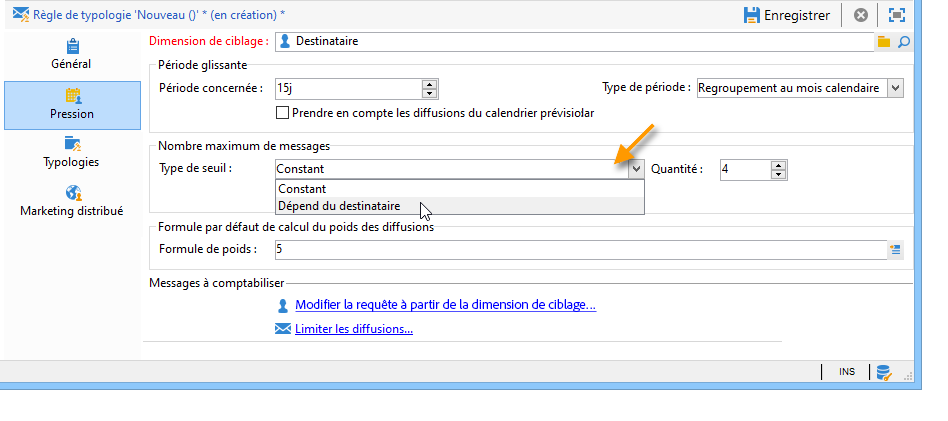 Règle de typologie 'Nouveau ()' * (en création) *
Enregistrer
Général
Pression
Typologies
Marketing distribué
Dimension de ciblage :
Destinataire
Période glissante
Période concernée :
15j
Type de période :
Regroupement au mois calendaire
Prendre en compte les diffusions du calendrier prévisiolar
Nombre maximum de messages
Type de seuil :
Constant
Quantité :
4
Constant
Dépend du destinataire
Formule par défaut de calcul du poids des diffusions
Formule de poids :
5
Messages à comptabiliser
Modifier la requête à partir de la dimension de ciblage...
Limiter les diffusions...
INS